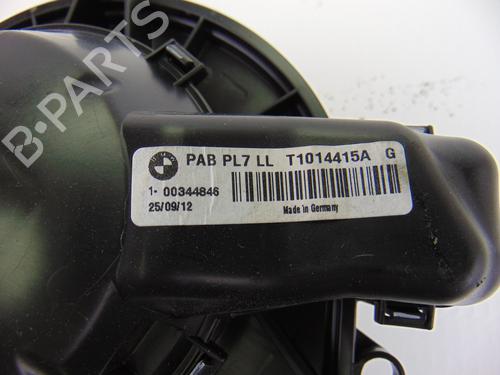 B-PARTS
PAB PL7 LL T1014415A G
1- 00344846
25/09/12
Made in Germany